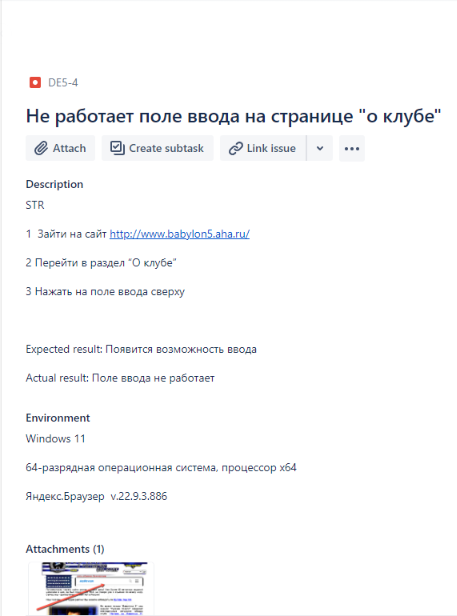 DE5-4
Не работает поле ввода на странице "о клубе"
Attach
Create subtask
Link issue
Description
STR
1 Зайти на сайт http://www.babylon5.aha.ru/
2 Перейти в раздел “О клубе”
3 Нажать на поле ввода сверху
Expected result: Появится возможность ввода
Actual result: Поле ввода не работает
Environment
Windows 11
64-разрядная операционная система, процессор x64
Яндекс.Браузер v.22.9.3.886
Attachments (1)